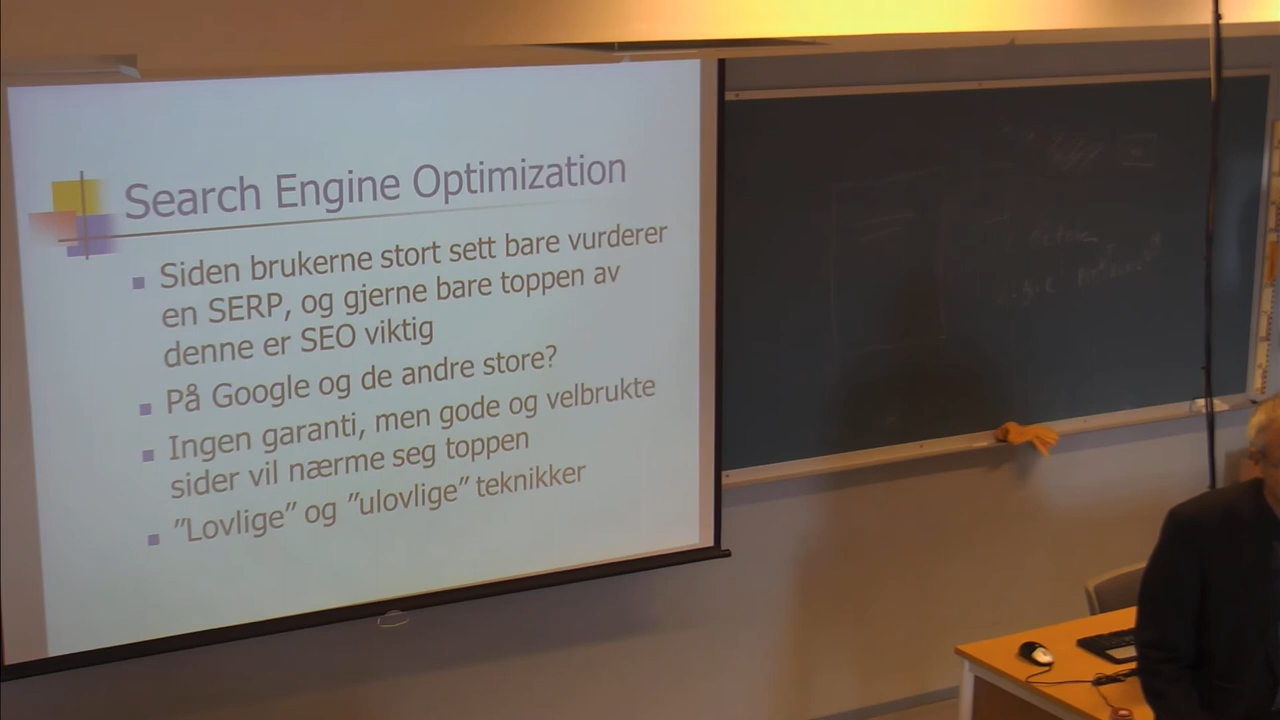 Search Engine Optimization
Siden brukerne stort sett bare vurderer
en SERP, og gjerne bare toppen av
denne er SEO viktig
På Google og de andre store?
Ingen garanti, men gode og velbrukte
sider vil nærme seg toppen
”Lovlige” og ”ulovlige” teknikker